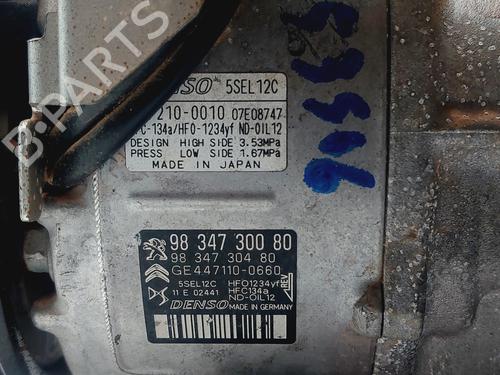 DENSO 5SEL12C
210-0010 07E08747
FC-134a/HFO-1234yf ND-OIL12
DESIGN HIGH SIDE 3.53MPa
PRESS LOW SIDE 1.67MPa
MADE IN JAPAN
98 347 300 80
98 347 304 80
GE447110-0660
5SEL12C HFO1234yf
11 E 02441 HFC134a
ND-OIL12
DENSO MADE IN GERMANY
B-PARTS